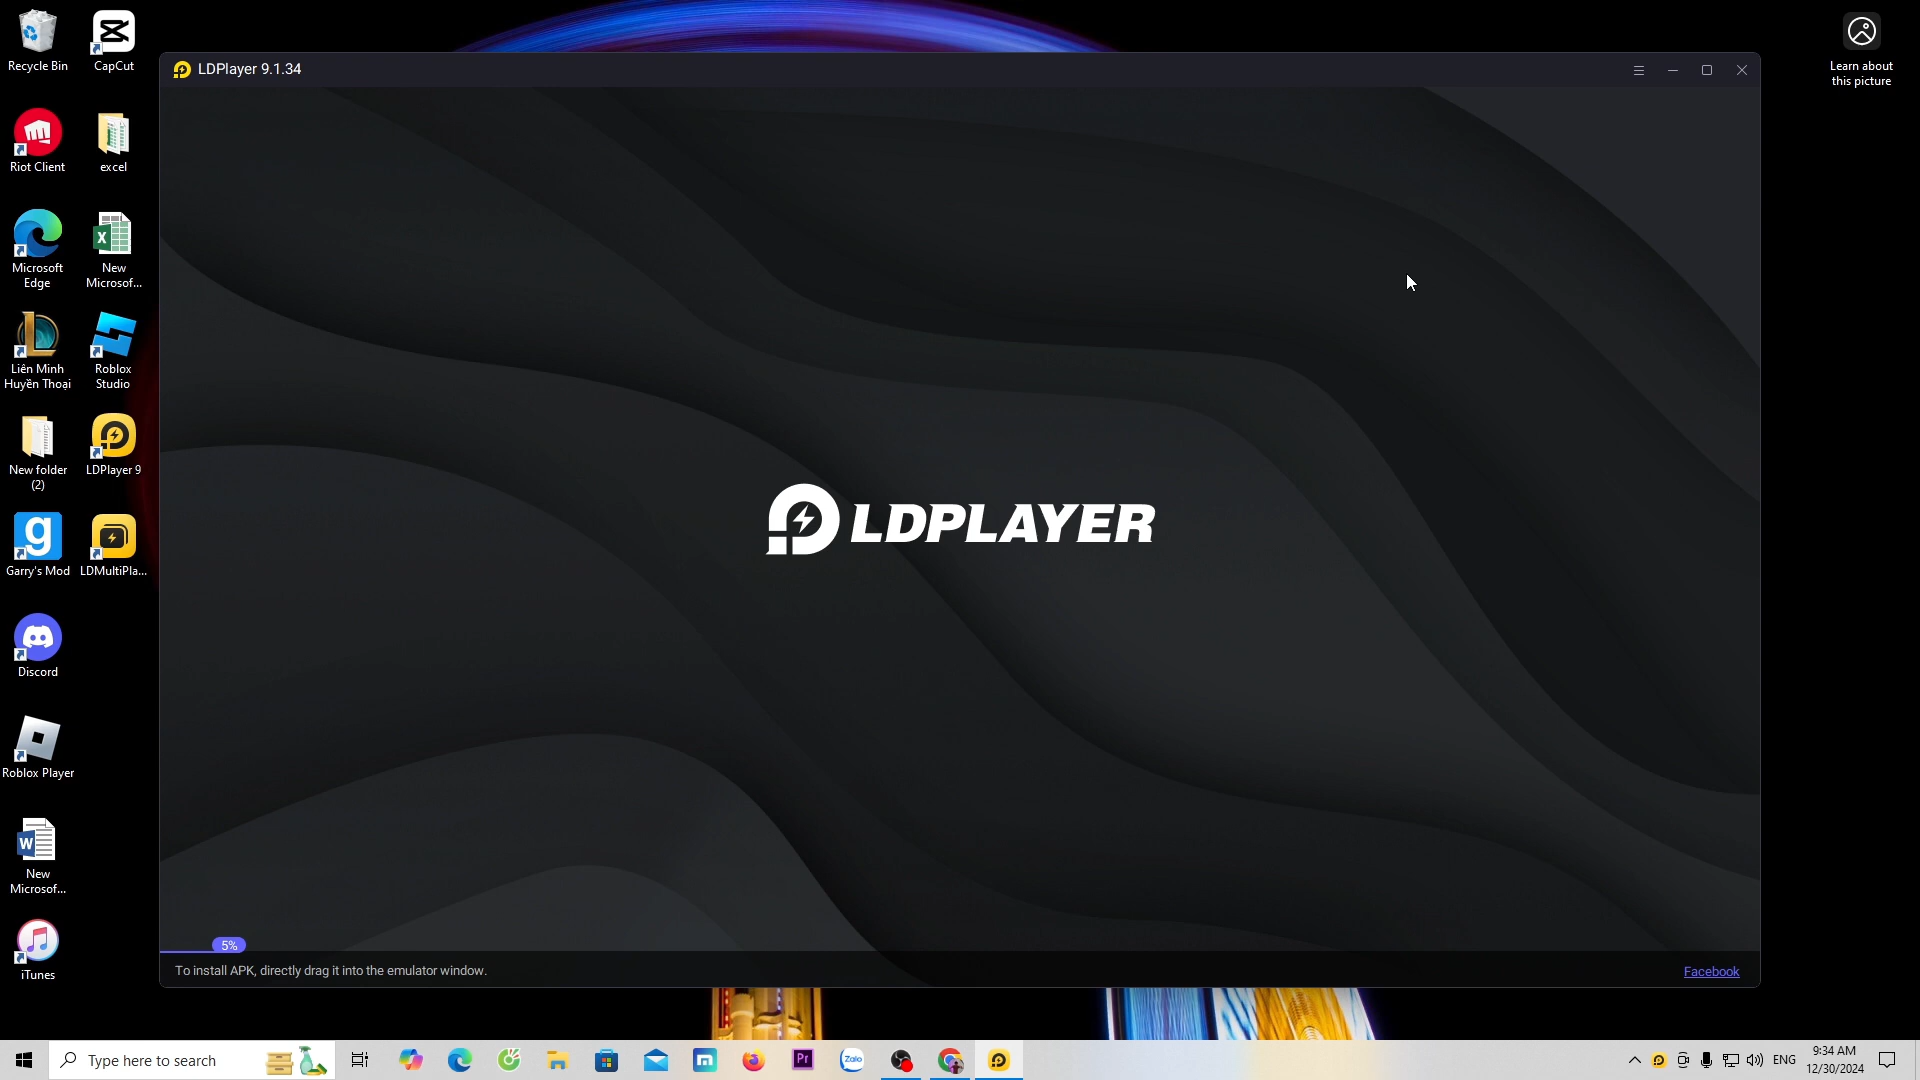 Recycle Bin
CapCut
Riot Client
excel
Microsoft
Edge
New
Microsof...
Liên Minh
Huyền Thoại
Roblox
Studio
New folder
(2)
LDPlayer 9
Garry's Mod
LDMultiPla...
Discord
Roblox Player
New
Microsof...
iTunes
LDPlayer 9.1.34
LDPLAYER
5%
To install APK, directly drag it into the emulator window.
Facebook
Learn about
this picture
Type here to search
Pr
Zalo
ENG
9:34 AM
12/30/2024